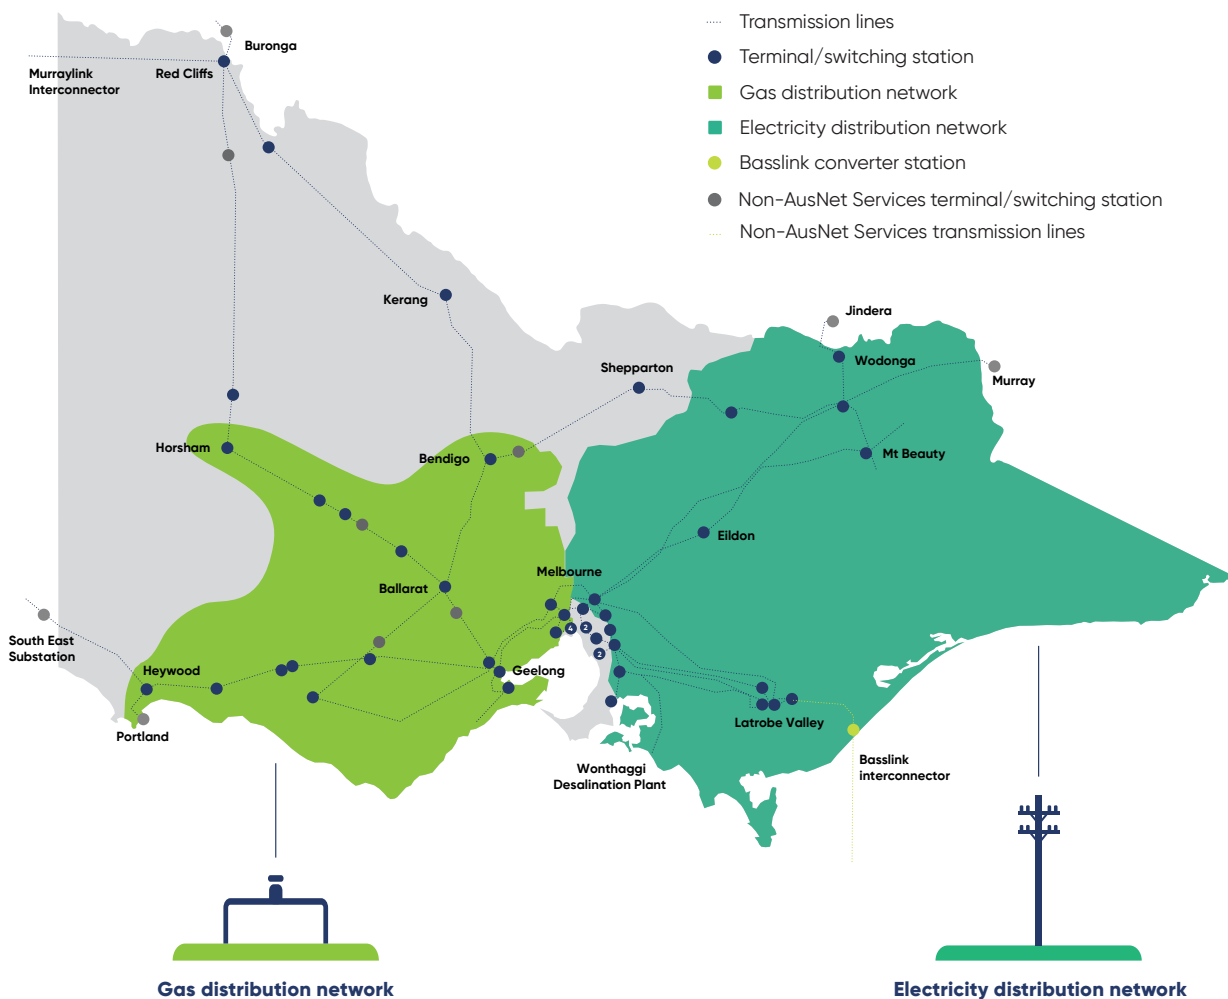 Transmission lines
Terminal/switching station
Gas distribution network
Electricity distribution network
Basslink converter station
Non-AusNet Services terminal/switching station
Non-AusNet Services transmission lines
Buronga
Murraylink
Interconnector
Red Cliffs
Kerang
Jindera
Wodonga
Shepparton
Murray
Horsham
Bendigo
Mt Beauty
Eildon
Melbourne
Ballarat
4
2
2
South East
Substation
Heywood
Geelong
Portland
Latrobe Valley
Wonthaggi
Desalination Plant
Basslink
interconnector
Gas distribution network
Electricity distribution network